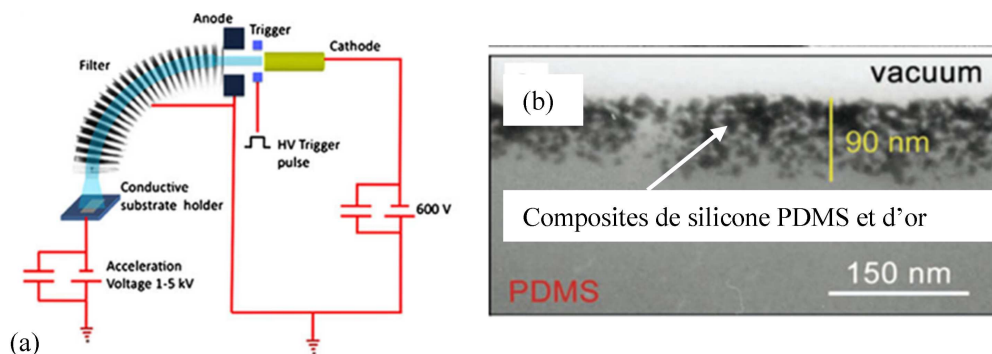 Anode
Trigger
Cathode
Filter
HV Trigger
pulse
Conductive
substrate holder
600 V
Acceleration
Voltage 1-5 kV
(a)
vacuum
(b)
90 nm
Composites de silicone PDMS et d’or
150 nm
PDMS